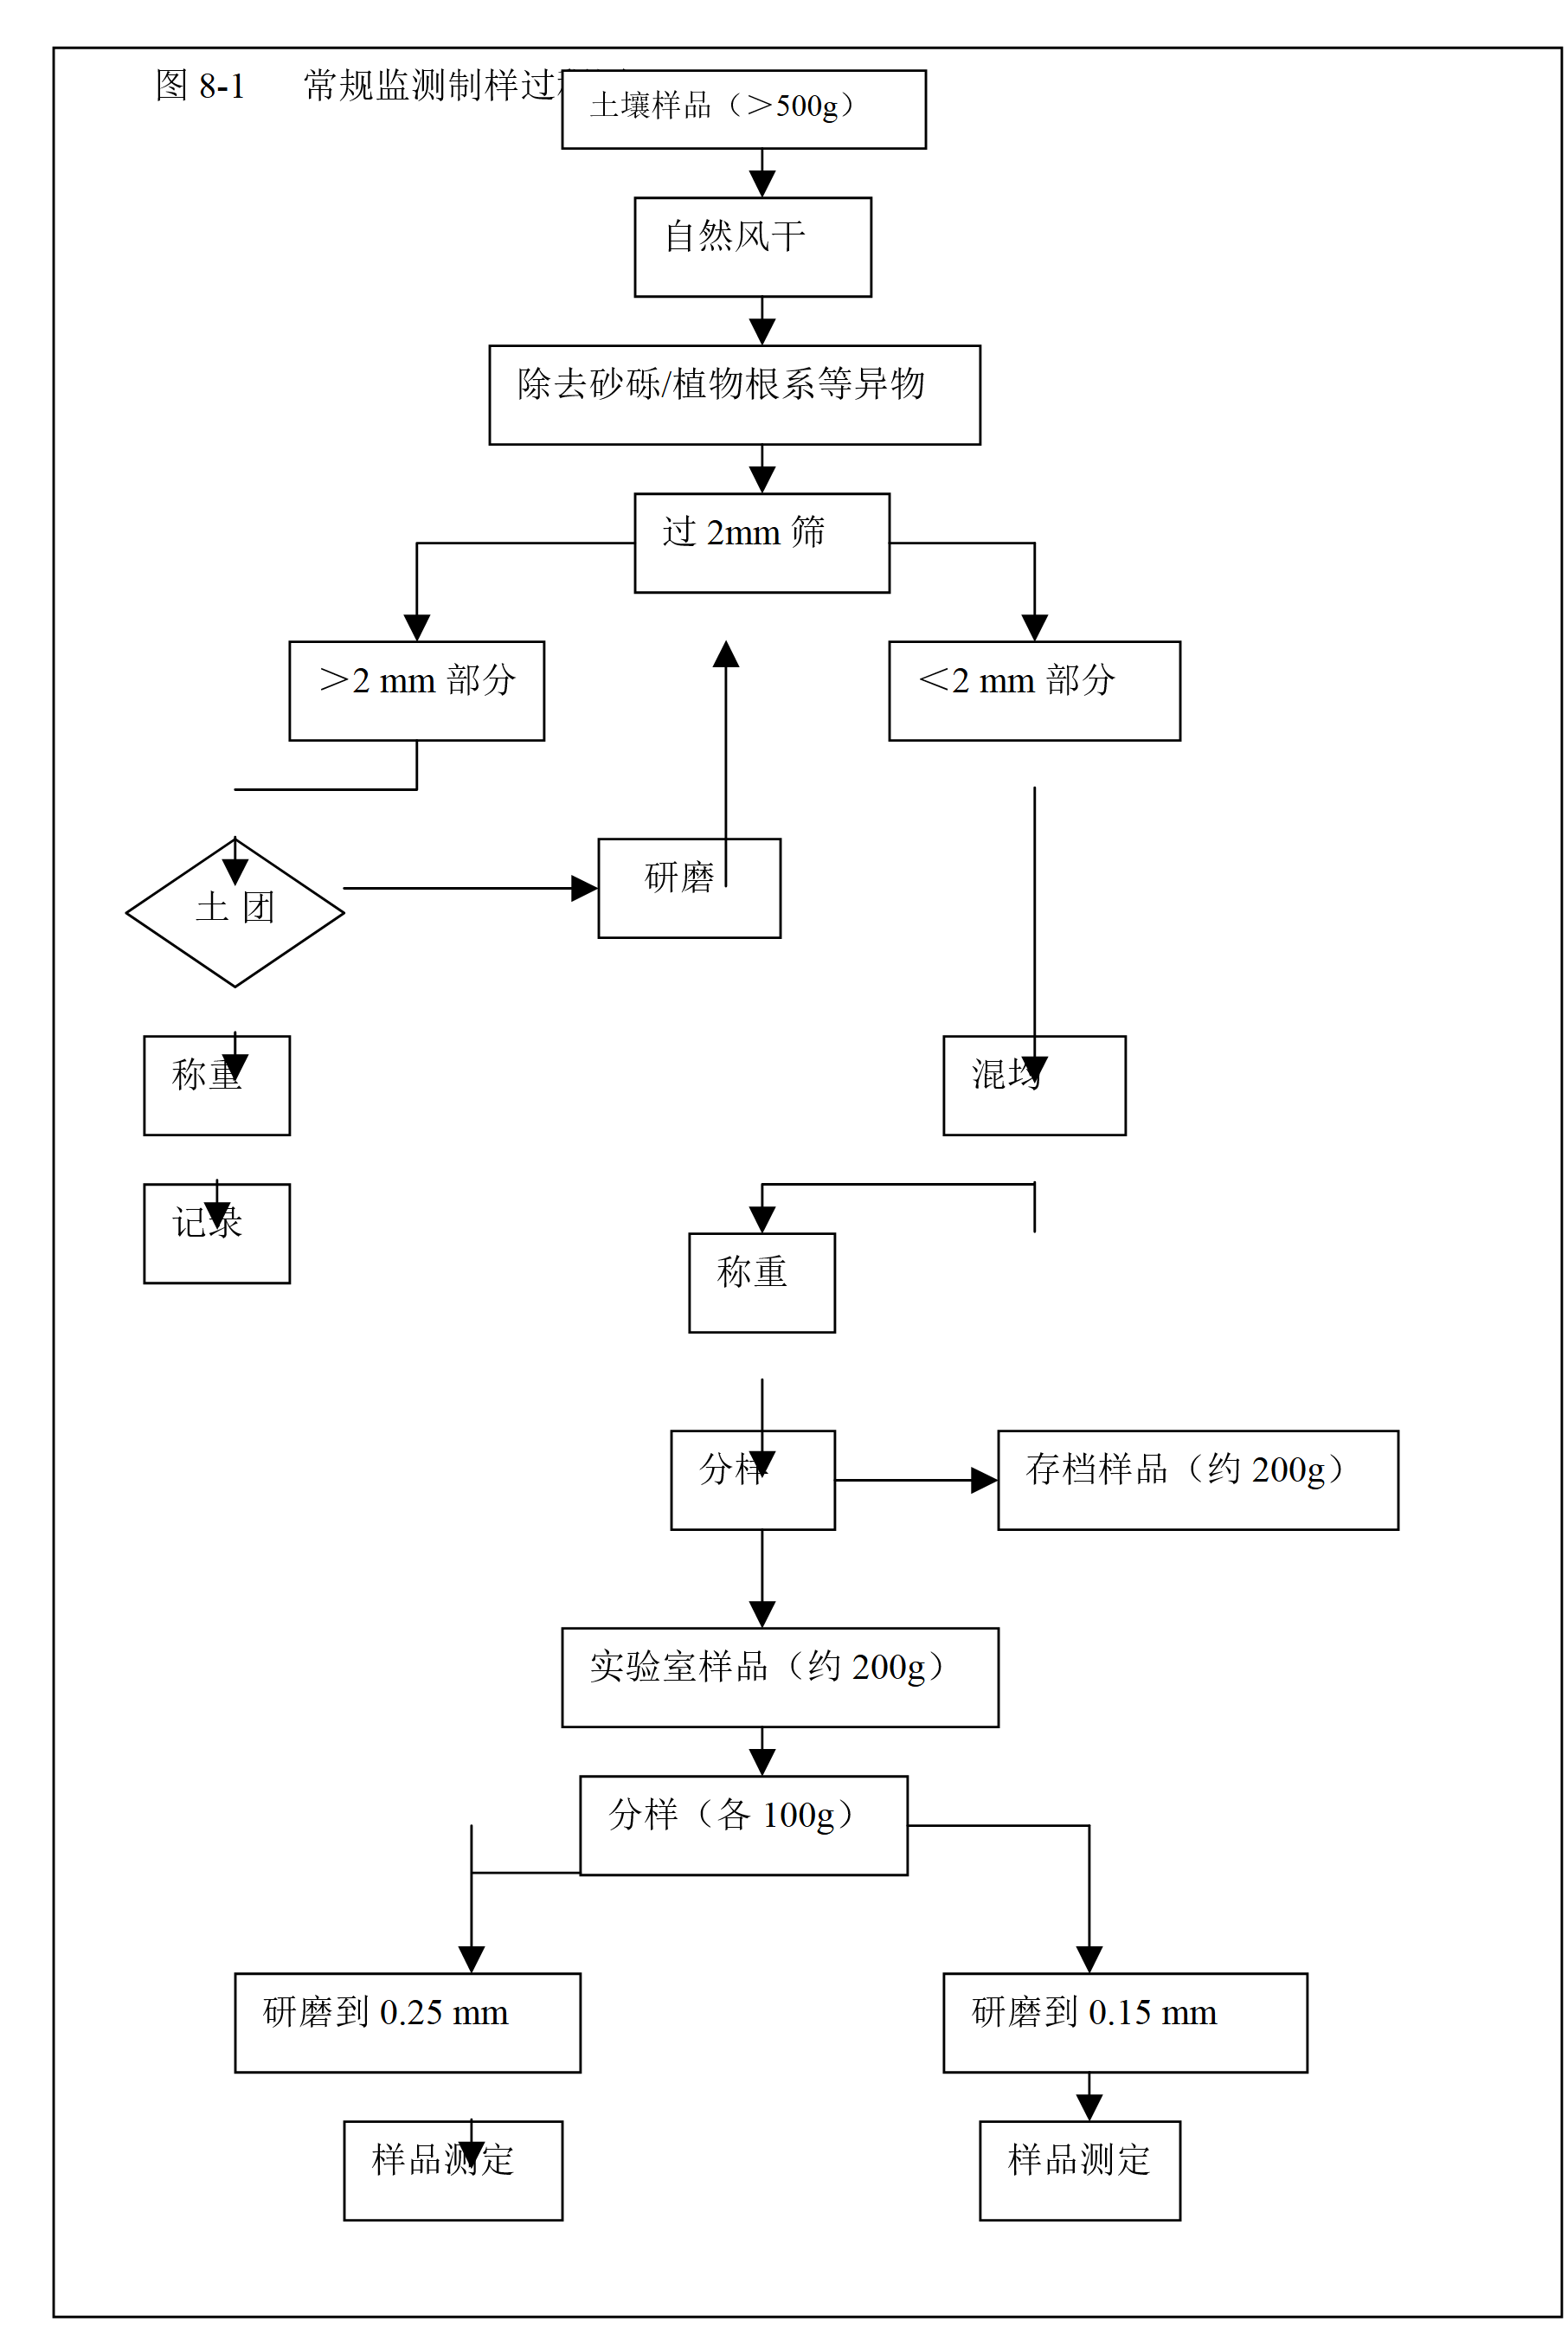 图 8-1 常规监测制样过
土壤样品（＞500g）
自然风干
除去砂砾/植物根系等异物
过 2mm 筛
＞2 mm 部分
＜2 mm 部分
土 团
研磨
称重
混均
记录
称重
分样
存档样品（约 200g）
实验室样品（约 200g）
分样（各 100g）
研磨到 0.25 mm
研磨到 0.15 mm
样品测定
样品测定